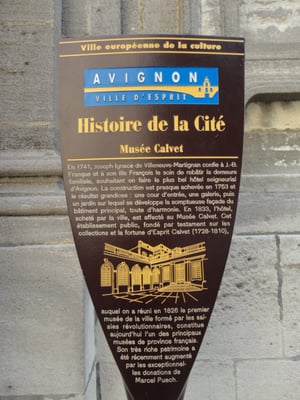 Ville européenne de la culture
AVIGNON
VILLE D'ESPRIT
Histoire de la Cité
Musée Calvet
En 1741, Joseph Ignace de Villeneuve-Martignan confie à J.-B.
Franque et à son fils François le soin de rebâtir la demeure
familiale, souhaitant en faire le plus bel hôtel seigneurial
d'Avignon. La construction est presque achevée en 1753 et
le résultat grandiose : une cour d'entrée, une galerie, puis
un jardin sur lequel se développe la somptueuse façade du
bâtiment principal, toute d'harmonie. En 1833, l'hôtel,
acheté par la ville, est affecté au Musée Calvet. Cet
établissement public, fondé par testament sur les
collections et la fortune d'Esprit Calvet (1728-1810),
auquel on a réuni en 1826 le premier
musée de la ville formé par les sai-
sies révolutionnaires, constitue
aujourd'hui l'un des principaux
musées de province français.
Son très riche patrimoine a
été récemment augmenté
par les exceptionnel-
les donations de
Marcel Puech.